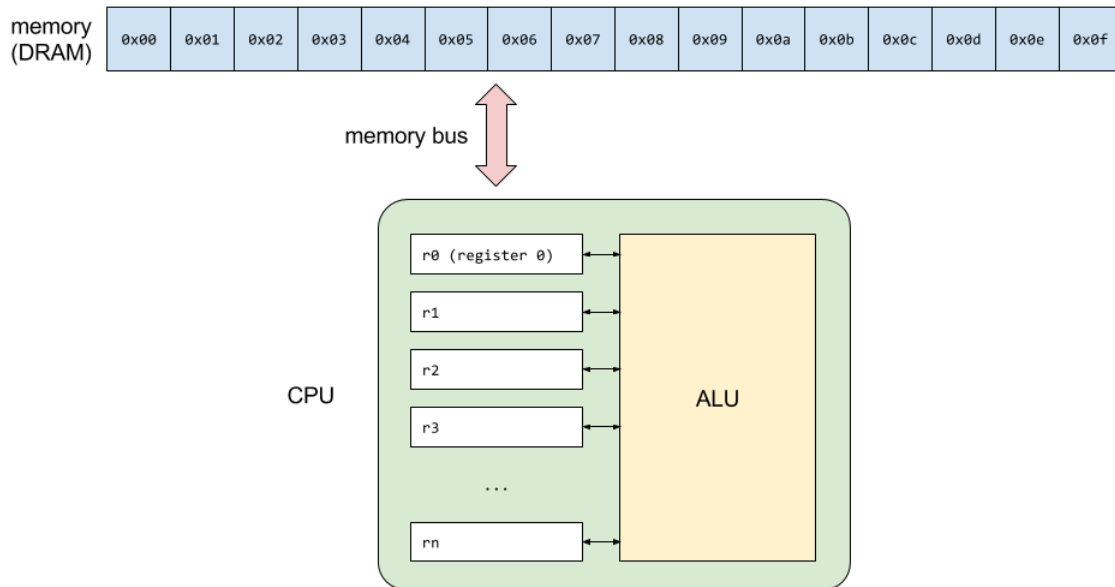 memory
(DRAM)
0x00 0x01 0x02 0x03 0x04 0x05 0x06 0x07 0x08 0x09 0x0a 0x0b 0x0c 0x0d 0x0e 0x0f
memory bus
r0 (register 0)
r1
r2
r3
...
rn
CPU
ALU